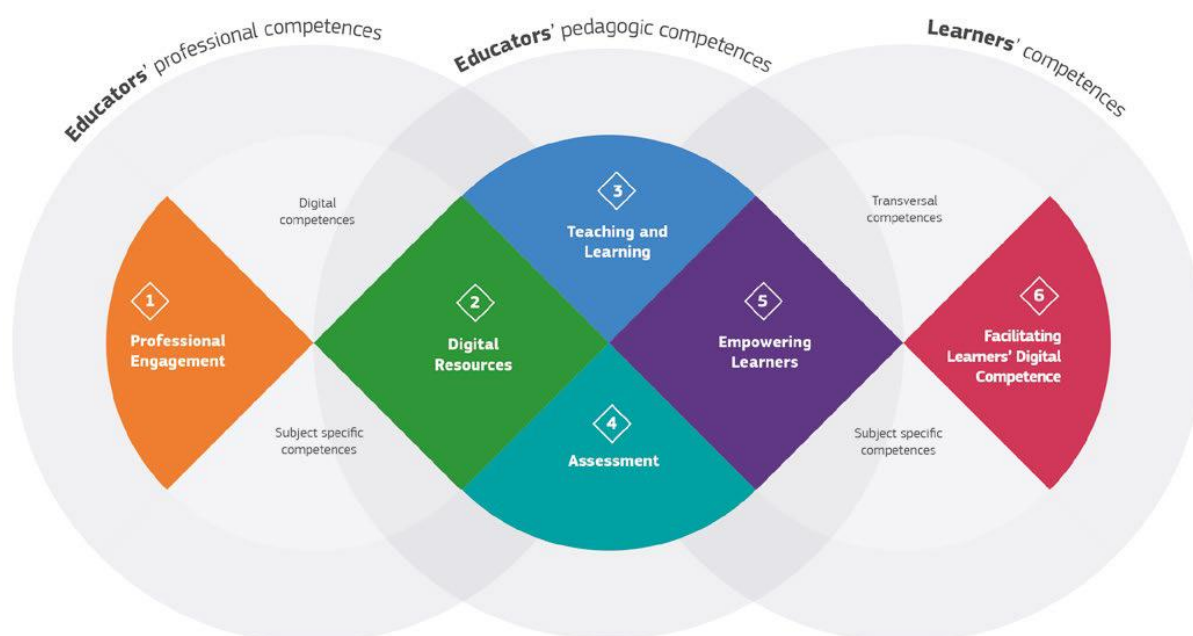 Educators' professional competences
Educators' pedagogic competences
Learners' competences
Digital
competences
Transversal
competences
1
Professional
Engagement
2
Digital
Resources
3
Teaching and
Learning
4
Assessment
5
Empowering
Learners
6
Facilitating
Learners' Digital
Competence
Subject specific
competences
Subject specific
competences